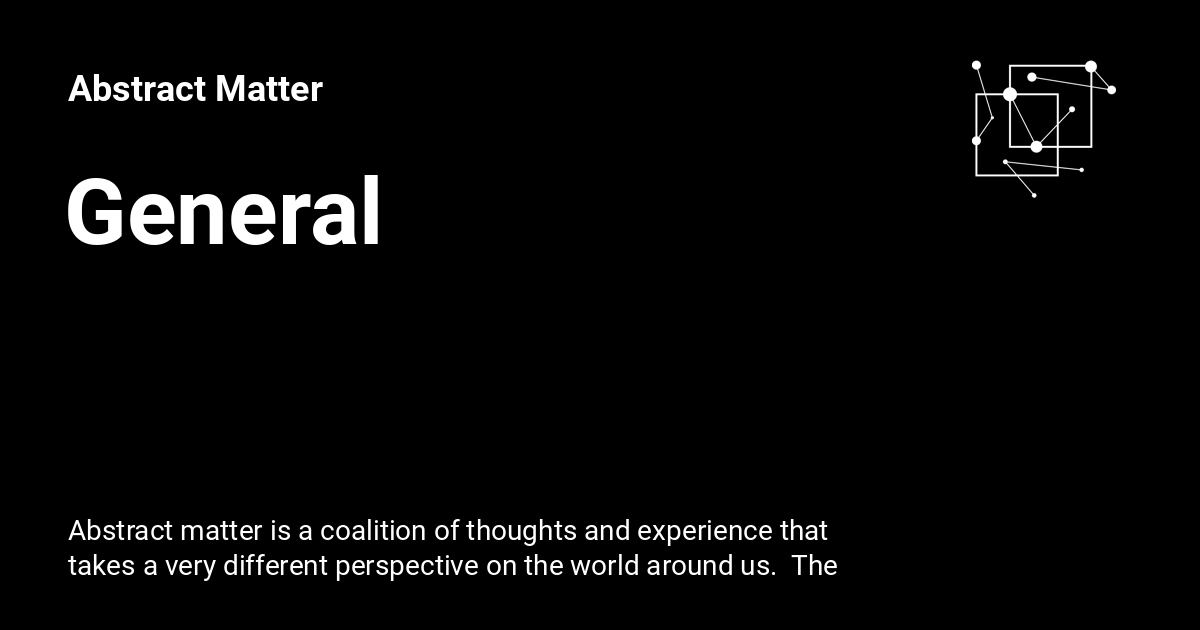 Abstract Matter
General
Abstract matter is a coalition of thoughts and experience that
takes a very different perspective on the world around us.  The